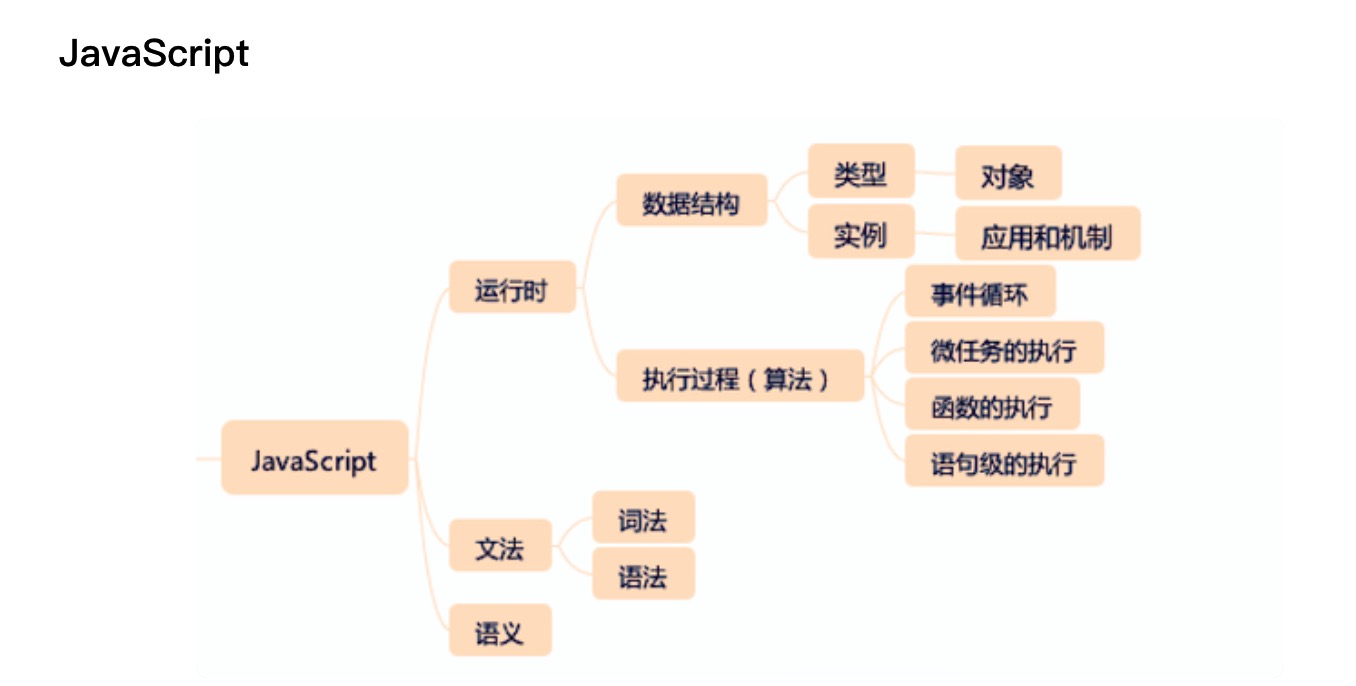 JavaScript
JavaScript
运行时
数据结构
类型
对象
实例
应用和机制
执行过程（算法）
事件循环
微任务的执行
函数的执行
语句级的执行
文法
词法
语法
语义